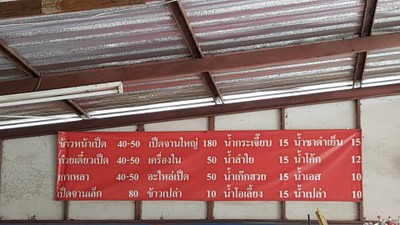 ข้าวหน้าเป็ด 40-50 เป็ดจานใหญ่ 180 น้ำกระเจี๊ยบ 15 น้ำชาดำเย็น 15
ก๋วยเตี๋ยวเป็ด 40-50 เครื่องใน 50 น้ำลำไย 15 น้ำโค้ก 12
เกาเหลา 40-50 อะไหล่เป็ด 50 น้ำเก๊กฮวย 15 น้ำเอส 10
เป็ดจานเล็ก 80 ข้าวเปล่า 10 น้ำโอเลี้ยง 15 น้ำเปล่า 10